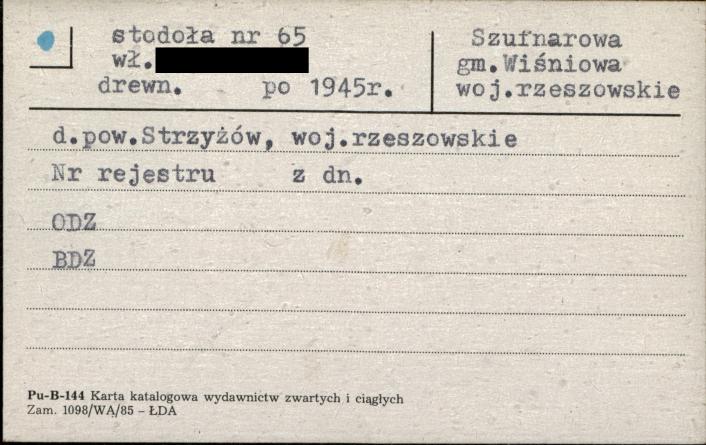 stodoła nr 65
wł.
drewn. po 1945r.
Szufnarowa
gm.Wiśniowa
woj.rzeszowskie
d.pow.Strzyżów, woj.rzeszowskie
Nr rejestru z dn.
ODZ
BDZ
Pu-B-144 Karta katalogowa wydawnictw zwartych i ciągłych
Zam. 1098/WA/85 – ŁDA